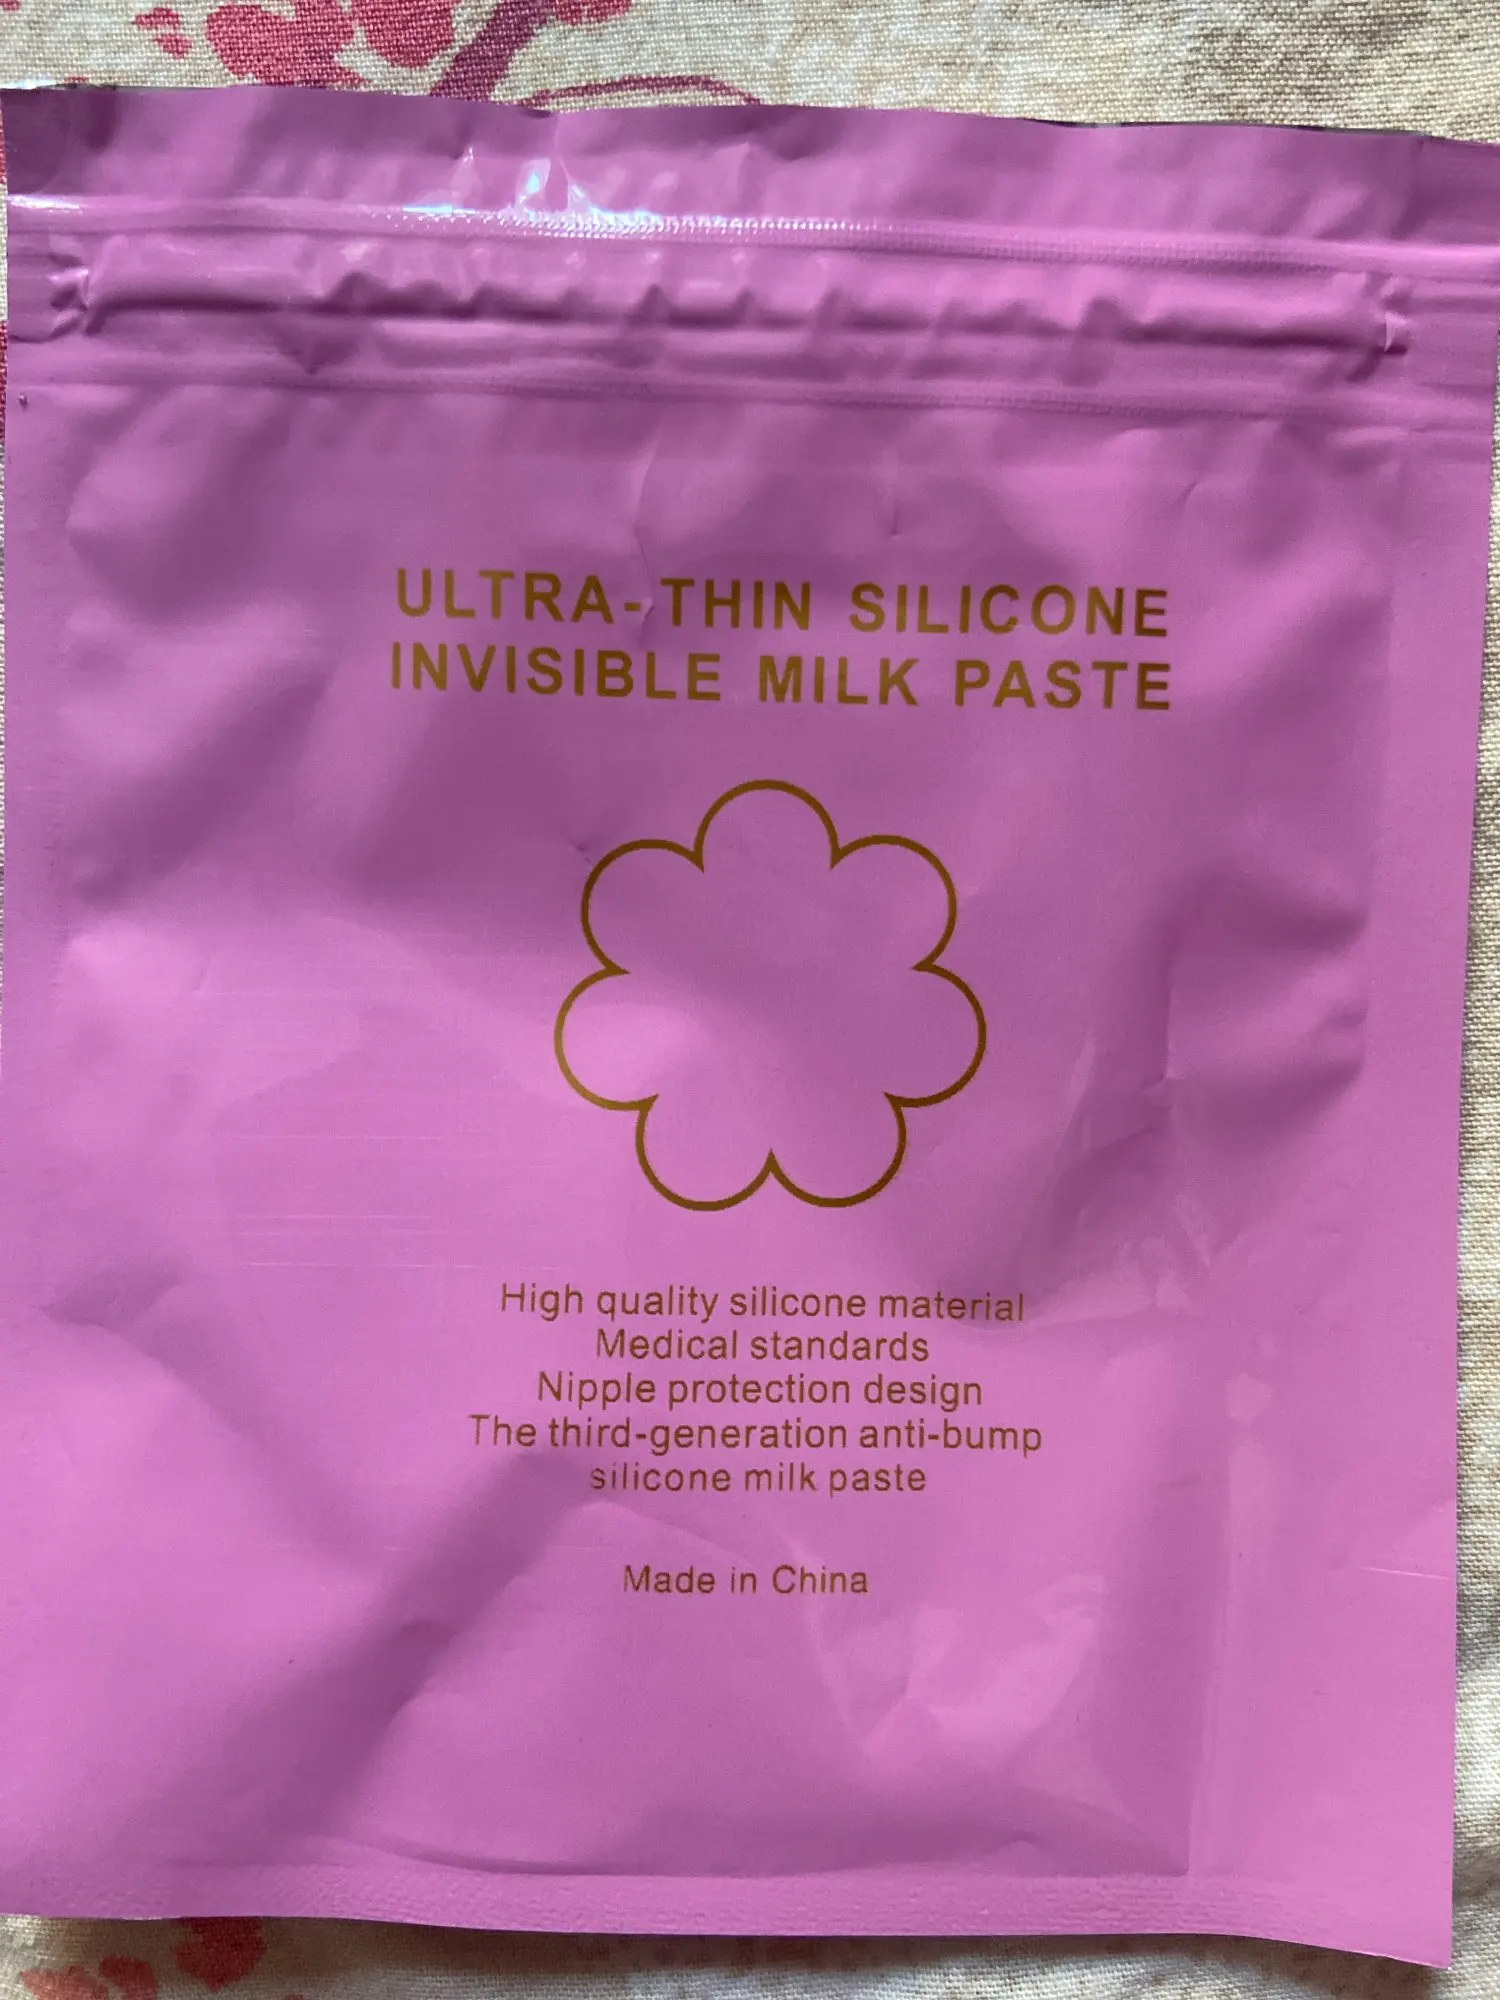 ULTRA-THIN SILICONE
INVISIBLE MILK PASTE
High quality silicone material
Medical standards
Nipple protection design
The third-generation anti-bump
silicone milk paste
Made in China